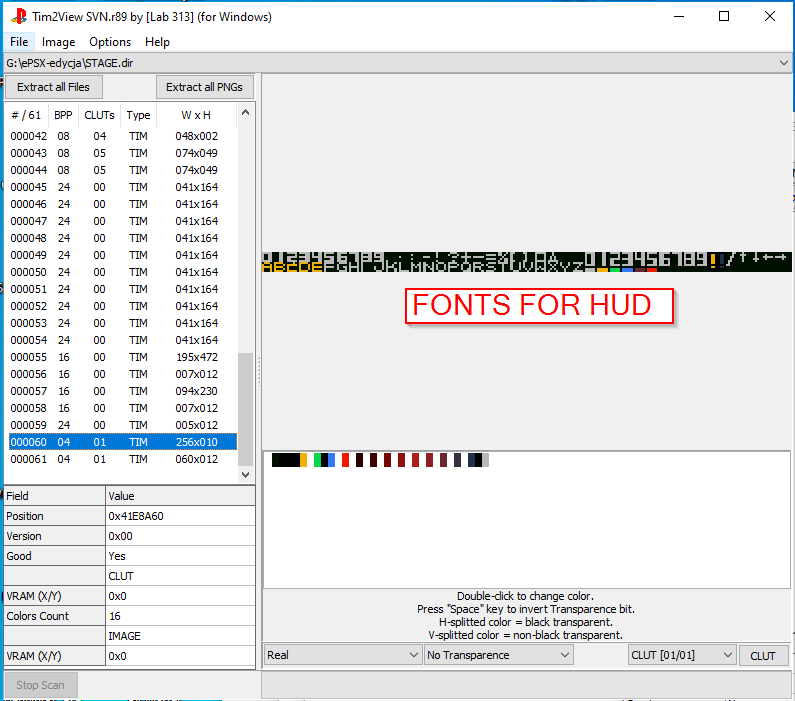 Tim2View SVN.r89 by [Lab 313] (for Windows)
File Image Options Help
G:\ePSX-edycja\STAGE.dir
Extract all Files Extract all PNGs
# / 61 BPP CLUTs Type W x H
000042 08 04 TIM 048x002
000043 08 05 TIM 074x049
000044 08 05 TIM 074x049
000045 24 00 TIM 041x164
000046 24 00 TIM 041x164
000047 24 00 TIM 041x164
000048 24 00 TIM 041x164
000049 24 00 TIM 041x164
000050 24 00 TIM 041x164
000051 24 00 TIM 041x164
000052 24 00 TIM 041x164
000053 24 00 TIM 041x164
000054 24 00 TIM 041x164
000055 16 00 TIM 195x472
000056 16 00 TIM 007x012
000057 16 00 TIM 094x230
000058 16 00 TIM 007x012
000059 24 00 TIM 005x012
000060 04 01 TIM 256x010
000061 04 01 TIM 060x012
Field Value
Position 0x41E8A60
Version 0x00
Good Yes
CLUT
VRAM (X/Y) 0x0
Colors Count 16
IMAGE
VRAM (X/Y) 0x0
Stop Scan
0123456789
0123456789!
ABCDEFGHIJKLMNOPQRSTUVWXYZ
FONTS FOR HUD
Double-click to change color.
Press "Space" key to invert Transparence bit.
H-splitted color = black transparent.
V-splitted color = non-black transparent.
Real No Transparence CLUT [01/01] CLUT